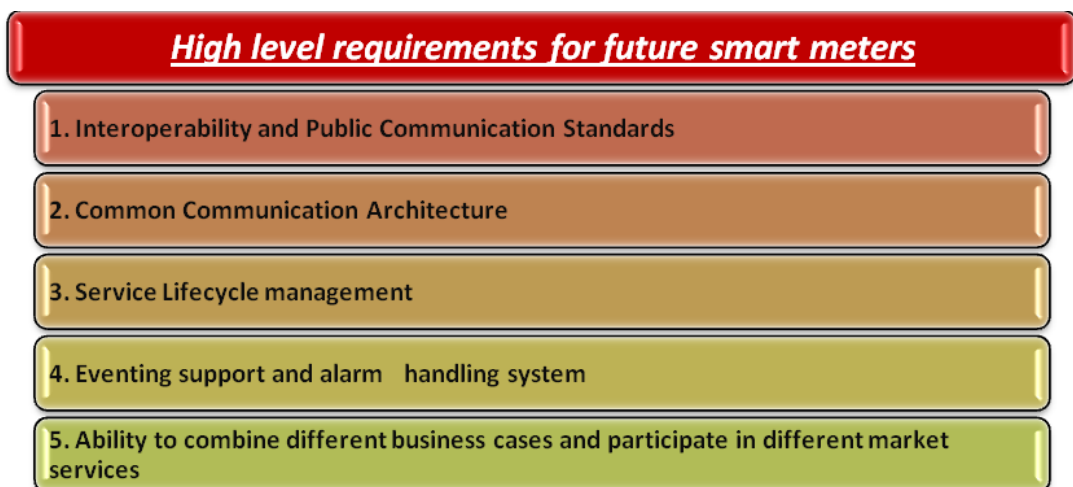 High level requirements for future smart meters
1. Interoperability and Public Communication Standards
2. Common Communication Architecture
3. Service Lifecycle management
4. Eventing support and alarm   handling system
5. Ability to combine different business cases and participate in different market
services